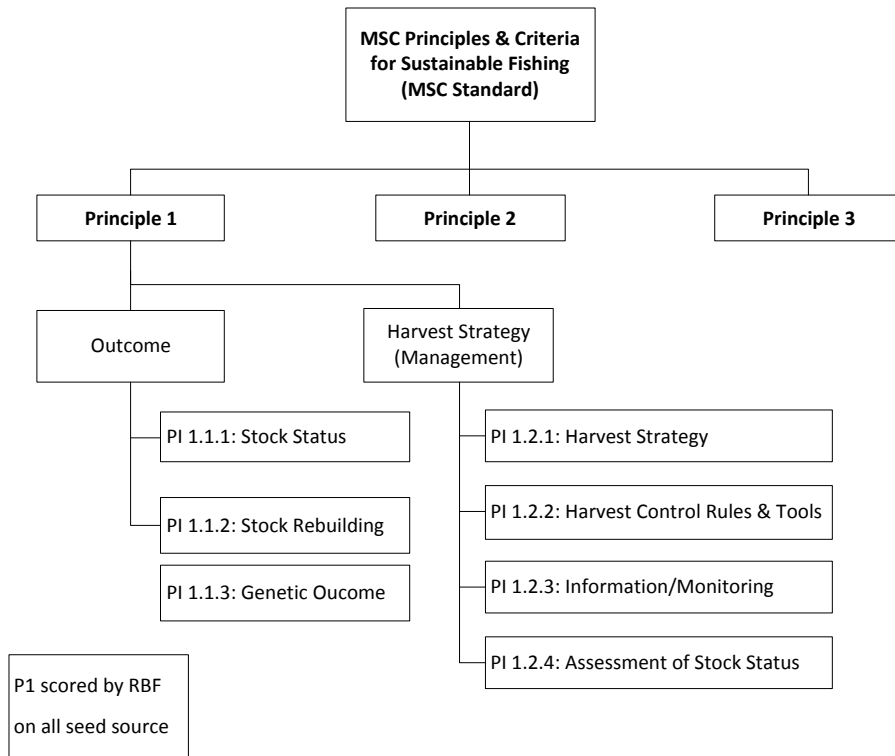 MSC Principles & Criteria
for Sustainable Fishing
(MSC Standard)
Principle 1
Principle 2
Principle 3
Outcome
Harvest Strategy
(Management)
PI 1.1.1: Stock Status
PI 1.1.2: Stock Rebuilding
PI 1.1.3: Genetic Oucome
PI 1.2.1: Harvest Strategy
PI 1.2.2: Harvest Control Rules & Tools
PI 1.2.3: Information/Monitoring
PI 1.2.4: Assessment of Stock Status
P1 scored by RBF
on all seed source